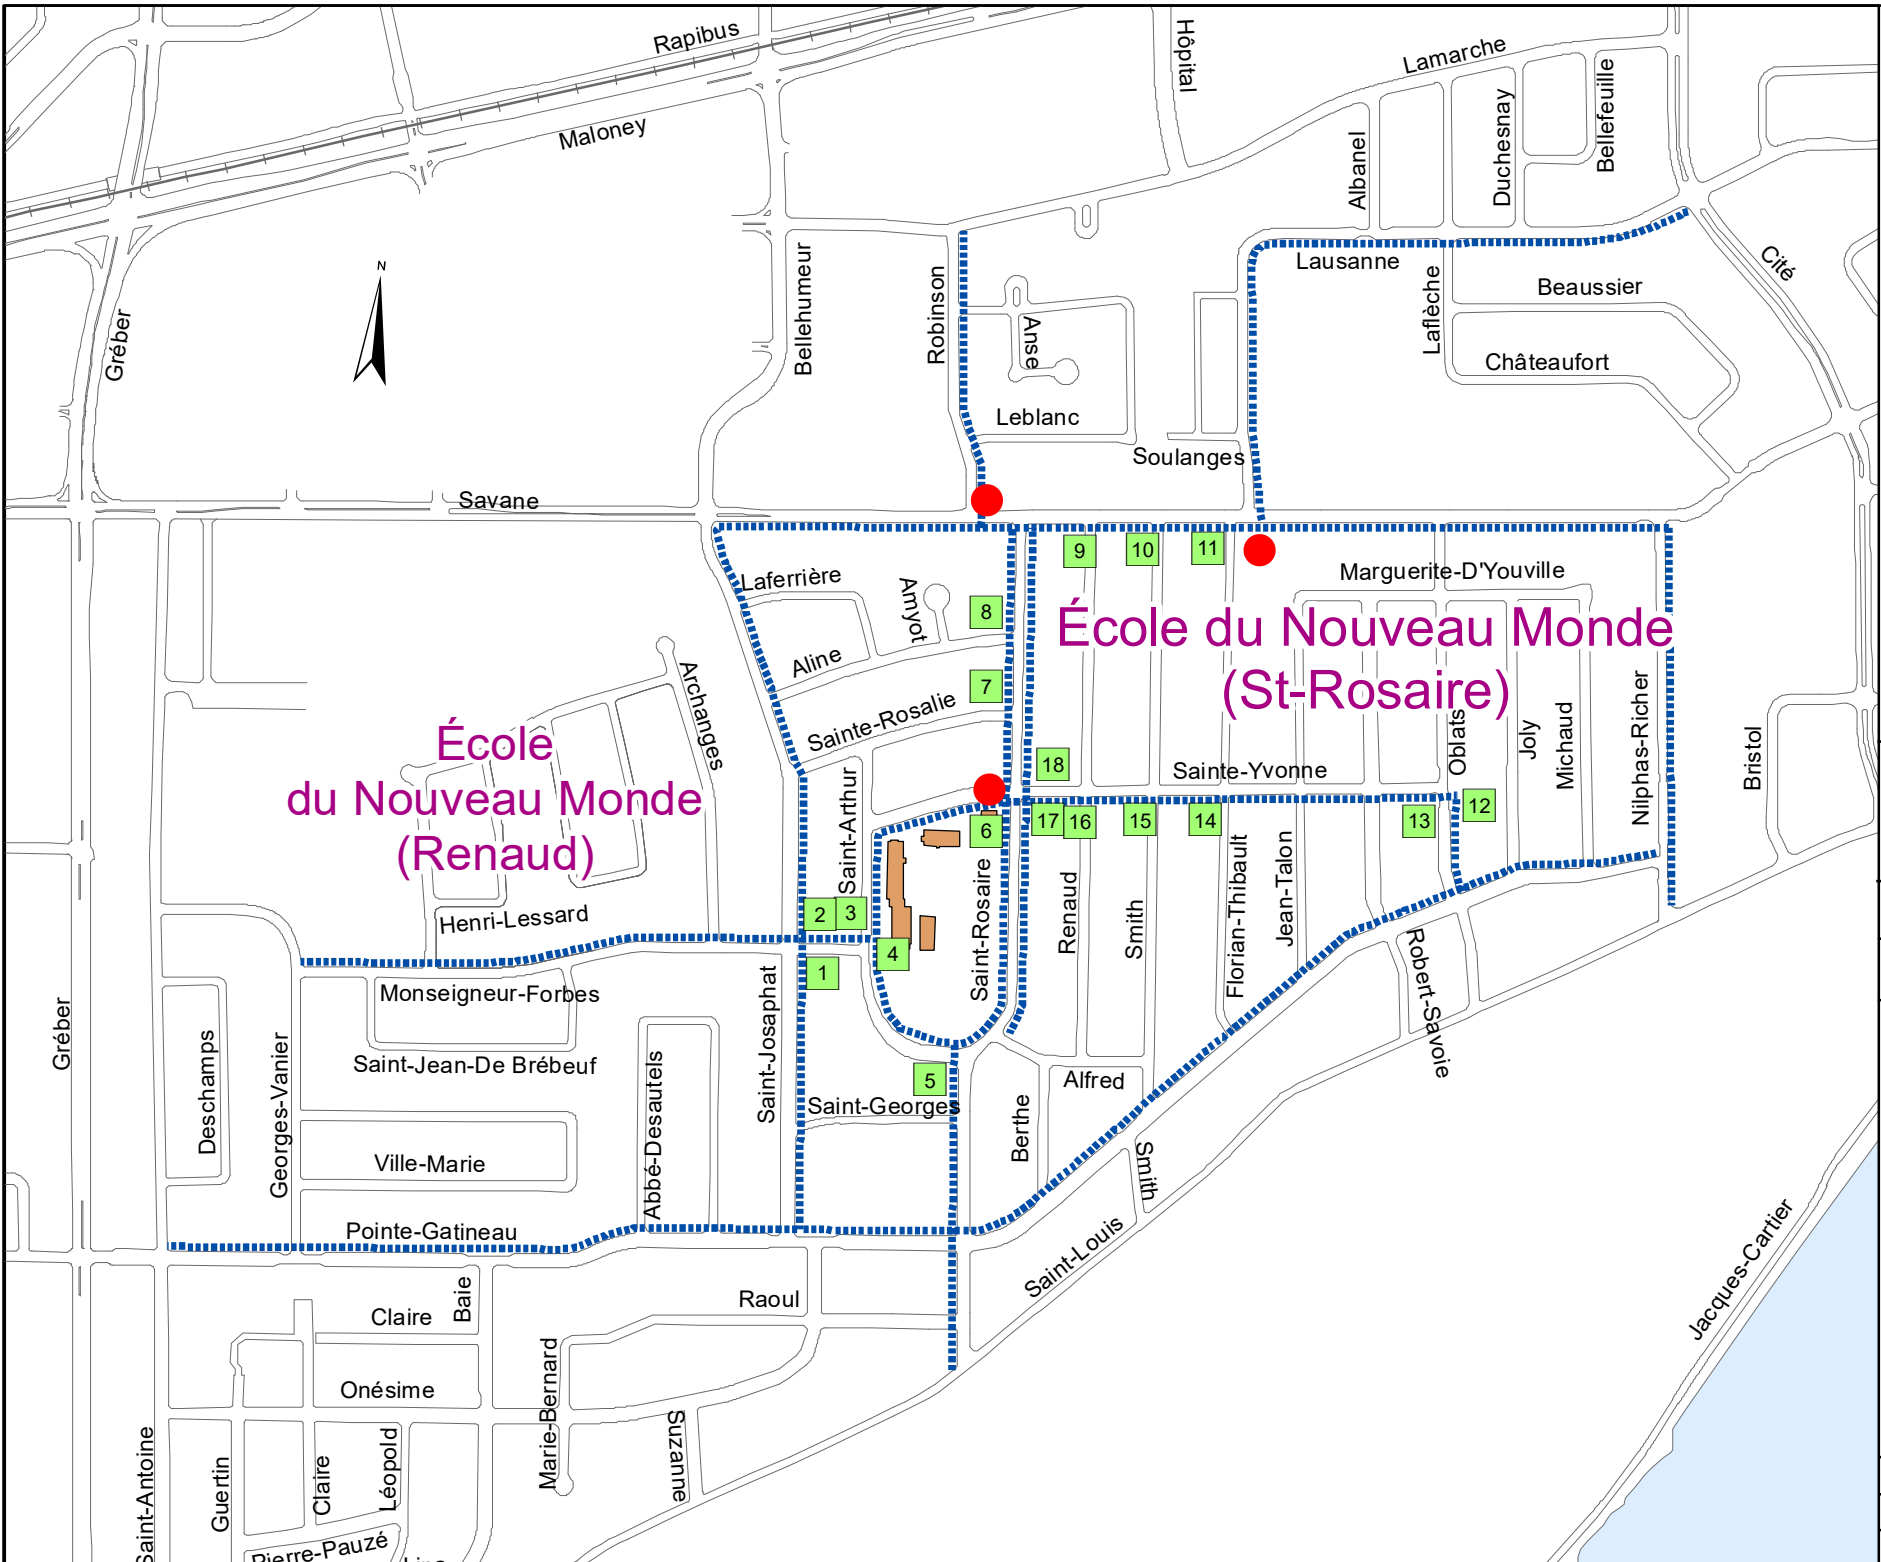 Rapibus
Hôpital
Lamarche
Maloney
Bellefeuille
Duchesnay
Albanel
N
Gréber
Bellehumeur
Robinson
Anse
Lausanne
Laflèche
Cité
Beaussier
Châteaufort
Leblanc
Soulanges
Savane
9
10
11
Laferrière
Amyot
8
Marguerite-D'Youville
École du Nouveau Monde
(St-Rosaire)
Aline
7
Archanges
Sainte-Rosalie
École
du Nouveau Monde
(Renaud)
Oblats
Joly
Michaud
Nilphas-Richer
Bristol
18
Sainte-Yvonne
Saint-Arthur
6
17
16
15
14
13
12
Saint-Rosaire
Renaud
Smith
Florian-Thibault
Jean-Talon
2
3
4
Henri-Lessard
1
Monseigneur-Forbes
Robert-Savoie
Gréber
Deschamps
Georges-Vanier
Saint-Jean-De Brébeuf
Abbé-Desautels
Saint-Josaphat
5
Saint-Georges
Alfred
Berthe
Ville-Marie
Smith
Pointe-Gatineau
Saint-Louis
Jacques-Cartier
Baie
Claire
Raoul
Marie-Bernard
Onésime
Saint-Antoine
Guertin
Claire
Léopold
Suzanne
Pierre-Pauzé